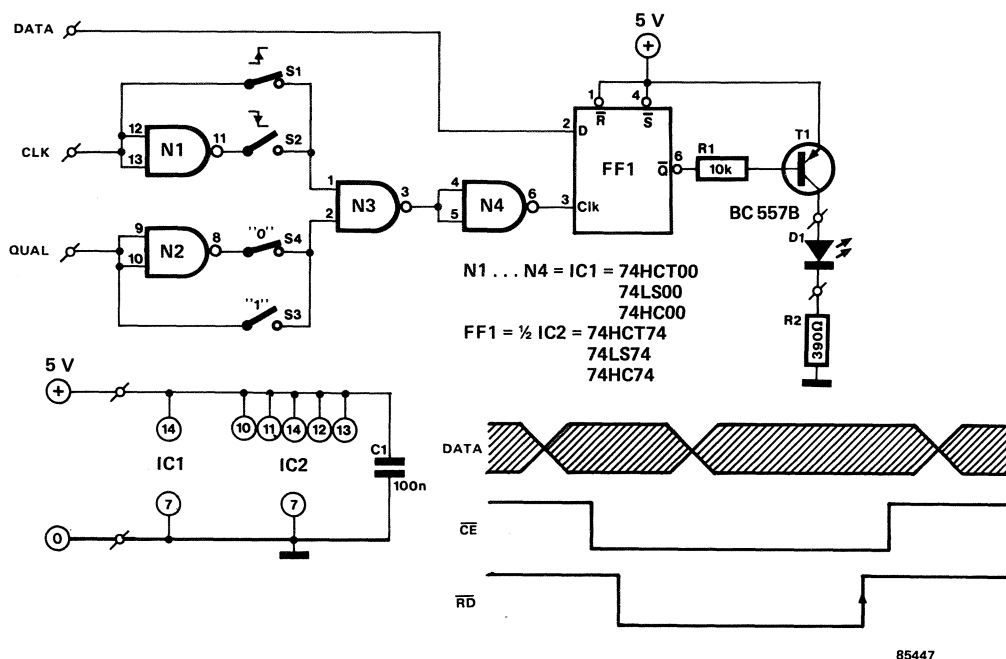 DATA
5 V
+
S1
1
4
R̅
S̅
12
13
N1
11
S2
2
D
FF1
T1
CLK
Q̅
6
R1
10k
1
2
N3
3
4
5
N4
6
3
Clk
BC 557B
9
10
N2
8
"0"
S4
QUAL
D1
"1"
S3
N1 . . . N4 = IC1 = 74HCT00
74LS00
74HC00
FF1 = ½ IC2 = 74HCT74
74LS74
74HC74
R2
390Ω
5 V
+
14
10
11
14
12
13
IC1
IC2
C1
100n
7
7
0
DATA
C̅E̅
R̅D̅
85447